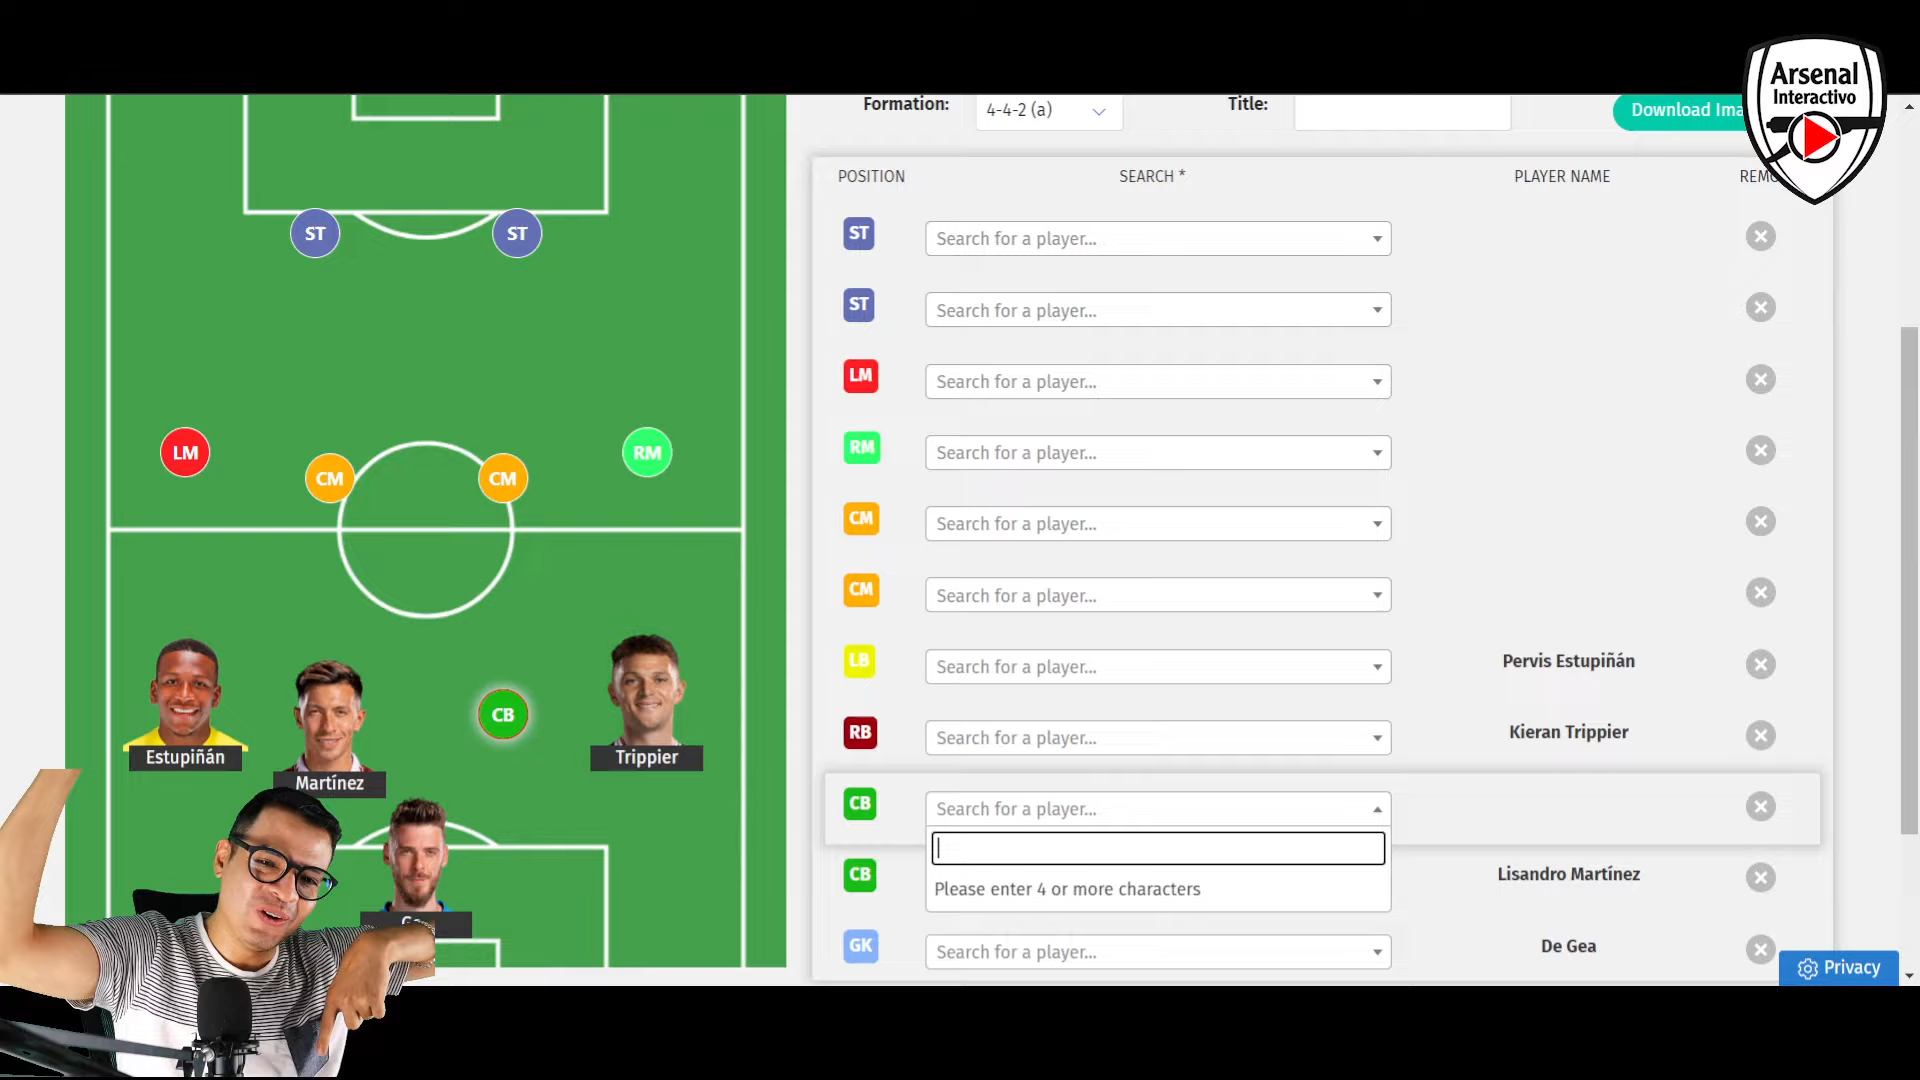 Arsenal
Interactivo
Formation:
4-4-2 (a)
Title:
Download Ima
POSITION
SEARCH *
PLAYER NAME
ST
Search for a player...
ST
Search for a player...
LM
Search for a player...
RM
Search for a player...
CM
Search for a player...
CM
Search for a player...
LB
Search for a player...
Pervis Estupiñán
RB
Search for a player...
Kieran Trippier
CB
Search for a player...
Please enter 4 or more characters
CB
Lisandro Martínez
GK
Search for a player...
De Gea
Privacy
ST
ST
LM
CM
CM
RM
CB
Estupiñán
Martínez
Trippier